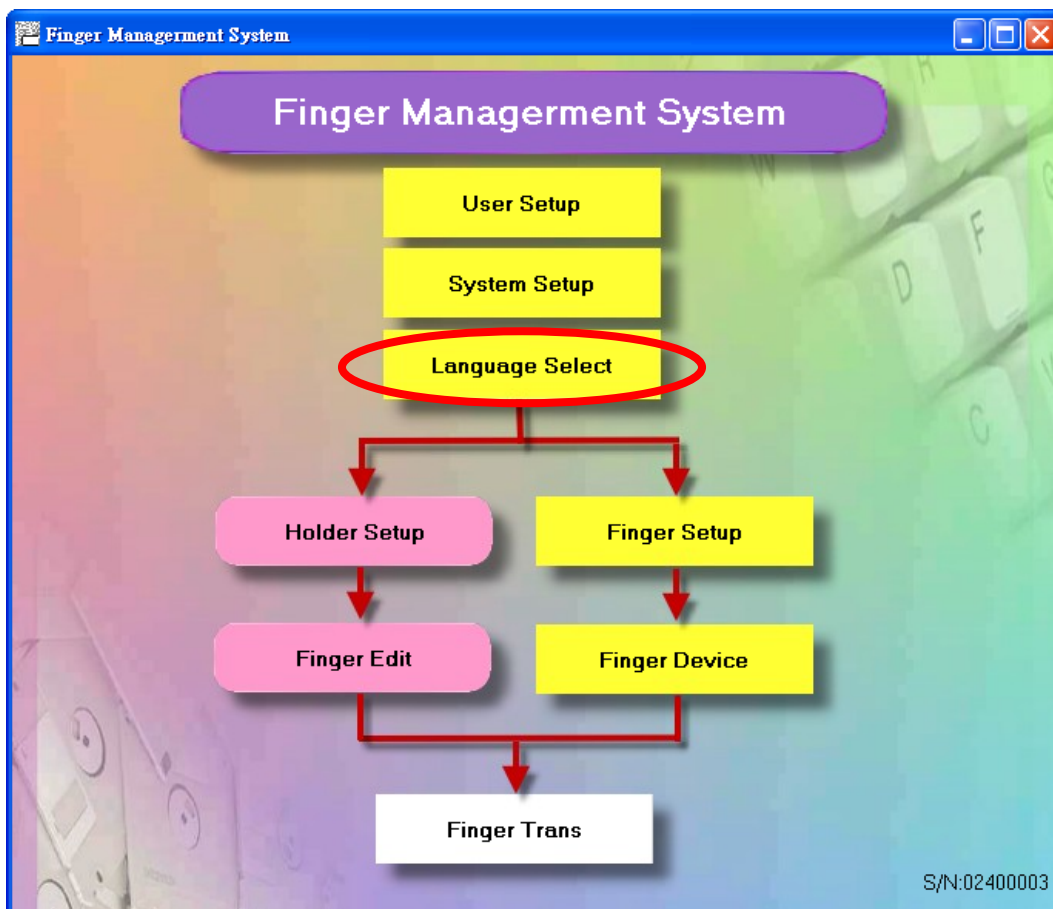 Finger Managerment System
Finger Managerment System
User Setup
System Setup
Language Select
Holder Setup
Finger Setup
Finger Edit
Finger Device
Finger Trans
S/N:02400003
W
F
D
C